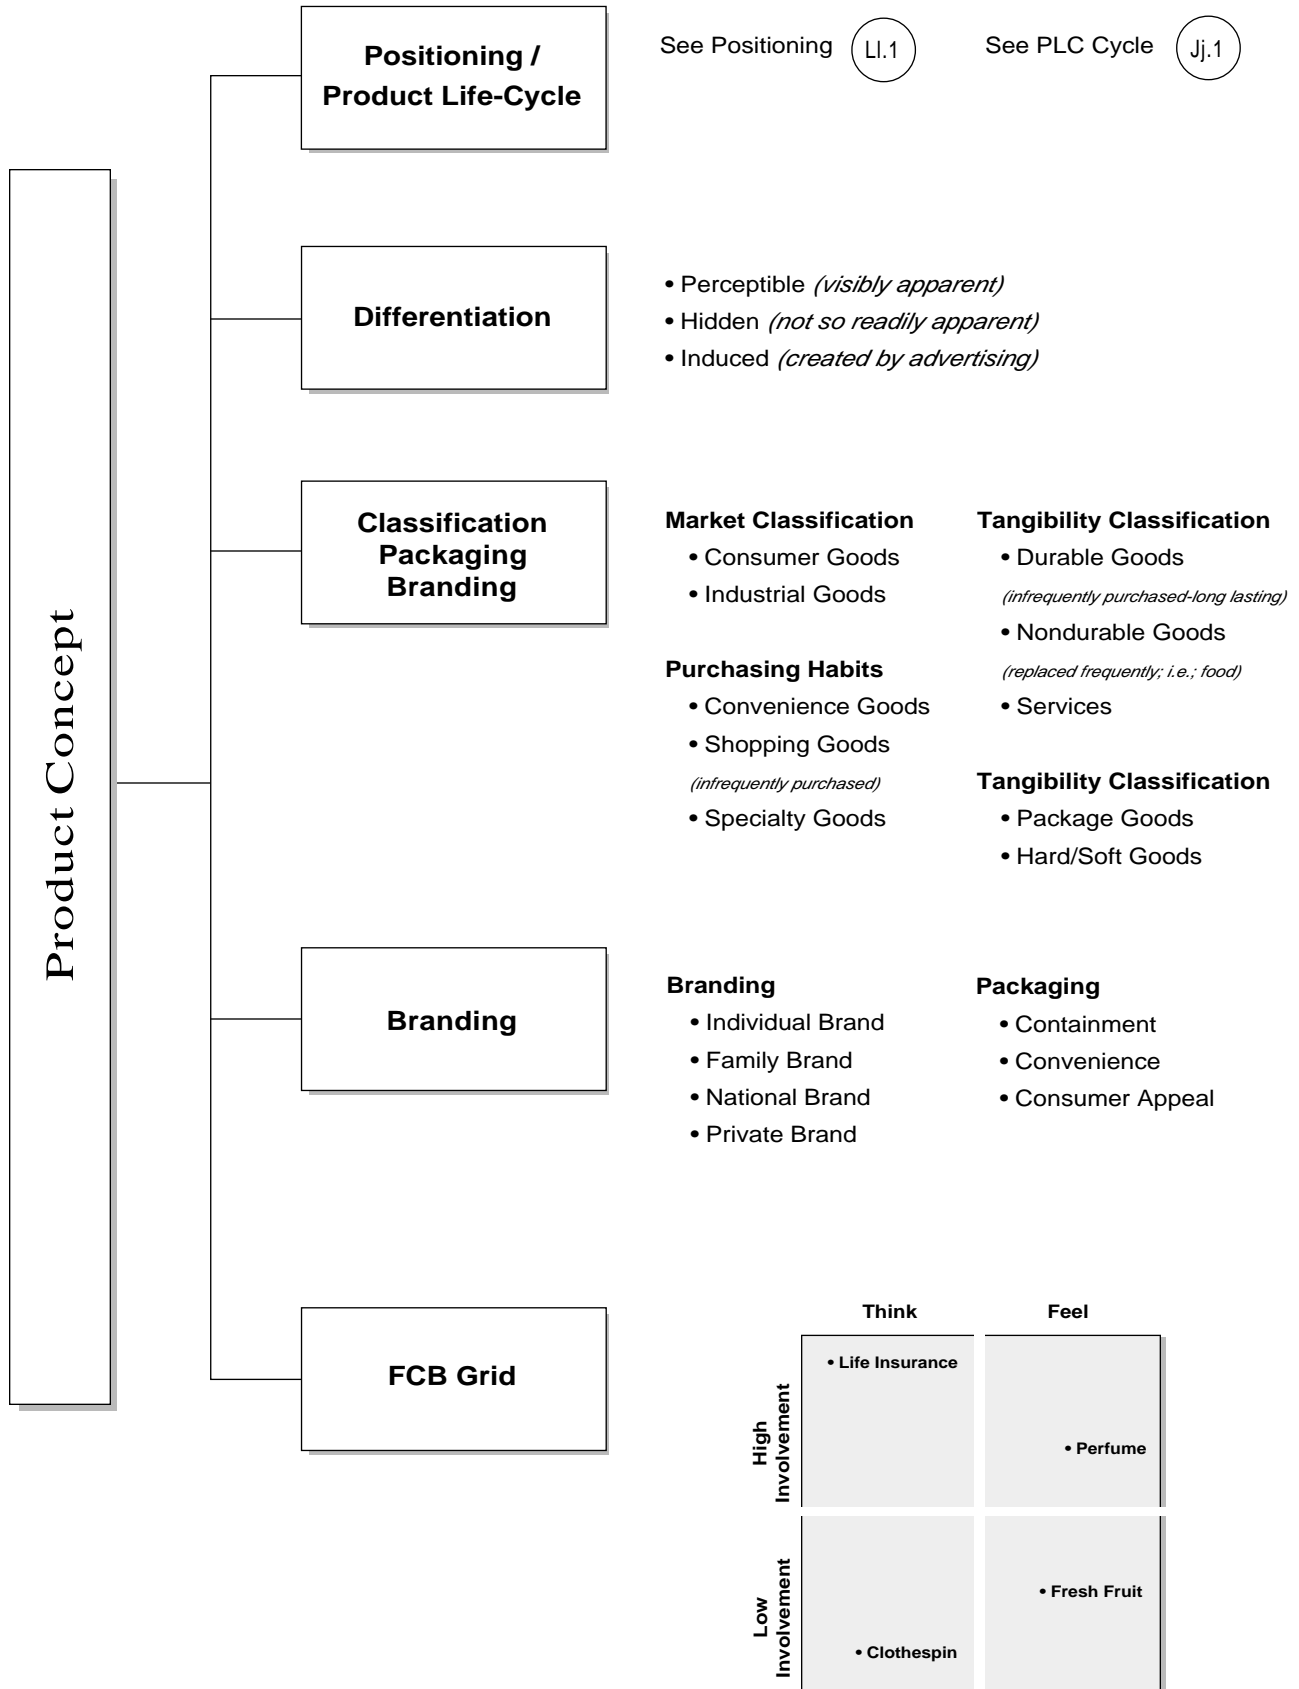 Product Concept
Positioning /
Product Life-Cycle
See Positioning
Ll.1
See PLC Cycle
Jj.1
Differentiation
• Perceptible (visibly apparent)
• Hidden (not so readily apparent)
• Induced (created by advertising)
Classification
Packaging
Branding
Market Classification
• Consumer Goods
• Industrial Goods
Purchasing Habits
• Convenience Goods
• Shopping Goods
(infrequently purchased)
• Specialty Goods
Tangibility Classification
• Durable Goods
(infrequently purchased-long lasting)
• Nondurable Goods
(replaced frequently; i.e.; food)
• Services
Tangibility Classification
• Package Goods
• Hard/Soft Goods
Branding
Branding
• Individual Brand
• Family Brand
• National Brand
• Private Brand
Packaging
• Containment
• Convenience
• Consumer Appeal
FCB Grid
Think
Feel
High
Involvement
• Life Insurance
• Perfume
Low
Involvement
• Clothespin
• Fresh Fruit